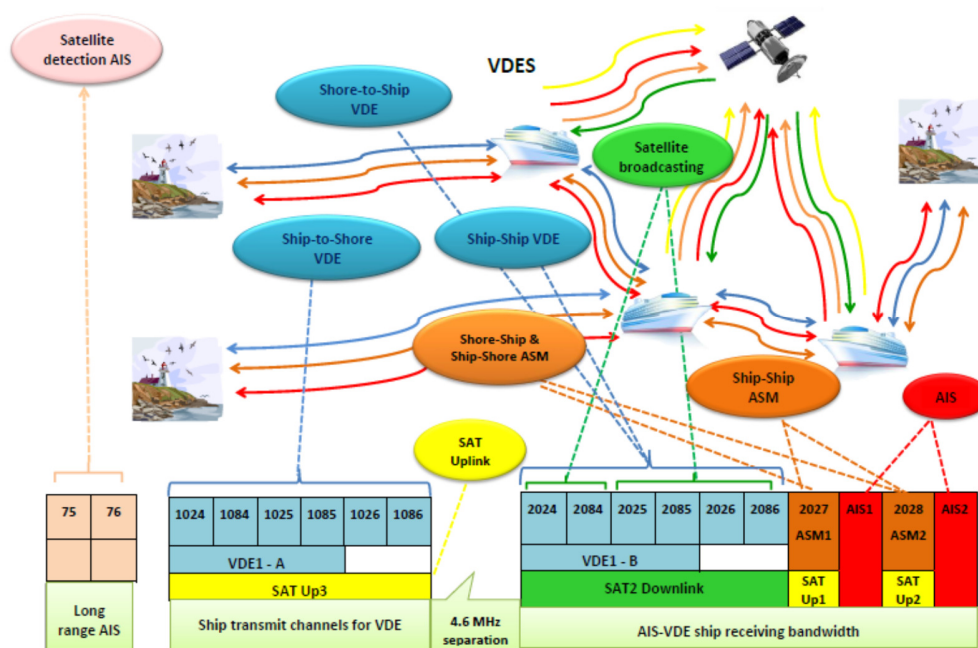 Satellite
detection AIS
VDES
Shore-to-Ship
VDE
Satellite
broadcasting
Ship-to-Shore
VDE
Ship-Ship VDE
Shore-Ship &
Ship-Shore ASM
Ship-Ship
ASM
AIS
SAT
Uplink
75 76
1024 1084 1025 1085 1026 1086
2024 2084 2025 2085 2026 2086 2027 AIS1 2028 AIS2
ASM1 ASM2
VDE1 - A
VDE1 - B
SAT Up3
SAT2 Downlink
SAT
Up1
SAT
Up2
Long
range AIS
Ship transmit channels for VDE
4.6 MHz
separation
AIS-VDE ship receiving bandwidth